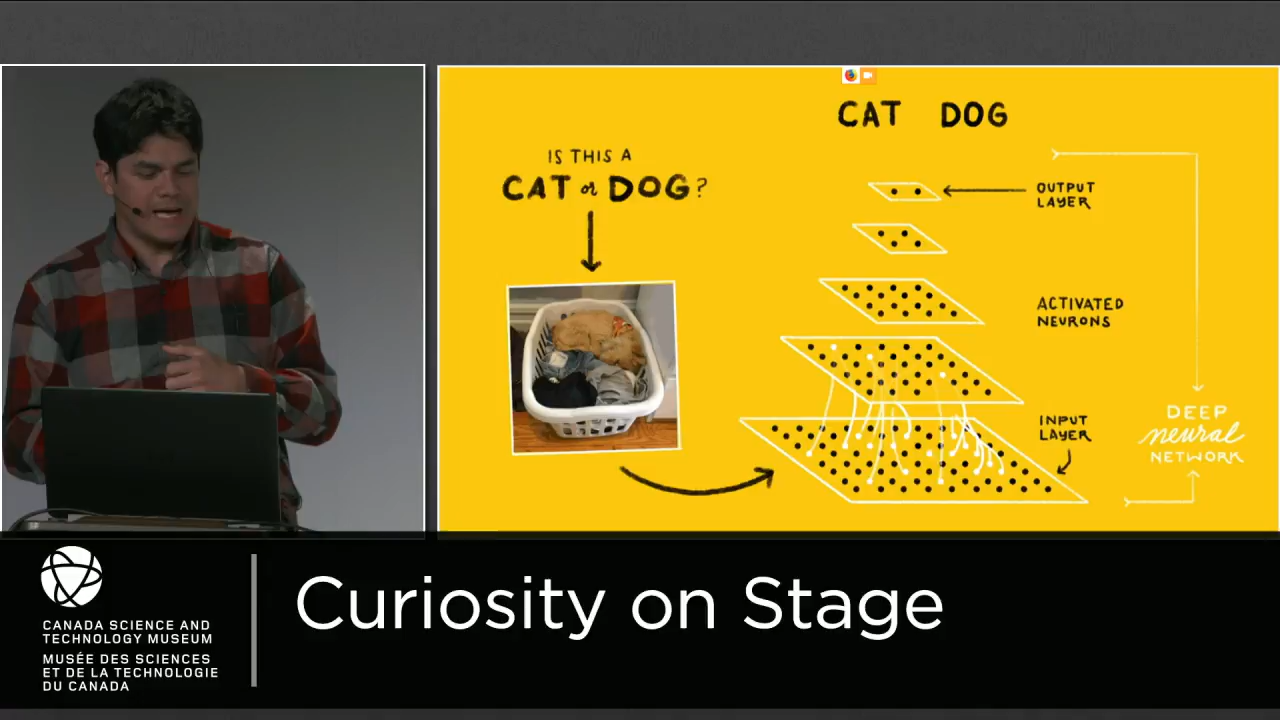 CAT DOG
IS THIS A
CAT or DOG?
OUTPUT
LAYER
ACTIVATED
NEURONS
INPUT
LAYER
DEEP
neural
NETWORK
CANADA SCIENCE AND
TECHNOLOGY MUSEUM
MUSÉE DES SCIENCES
ET DE LA TECHNOLOGIE
DU CANADA
Curiosity on Stage